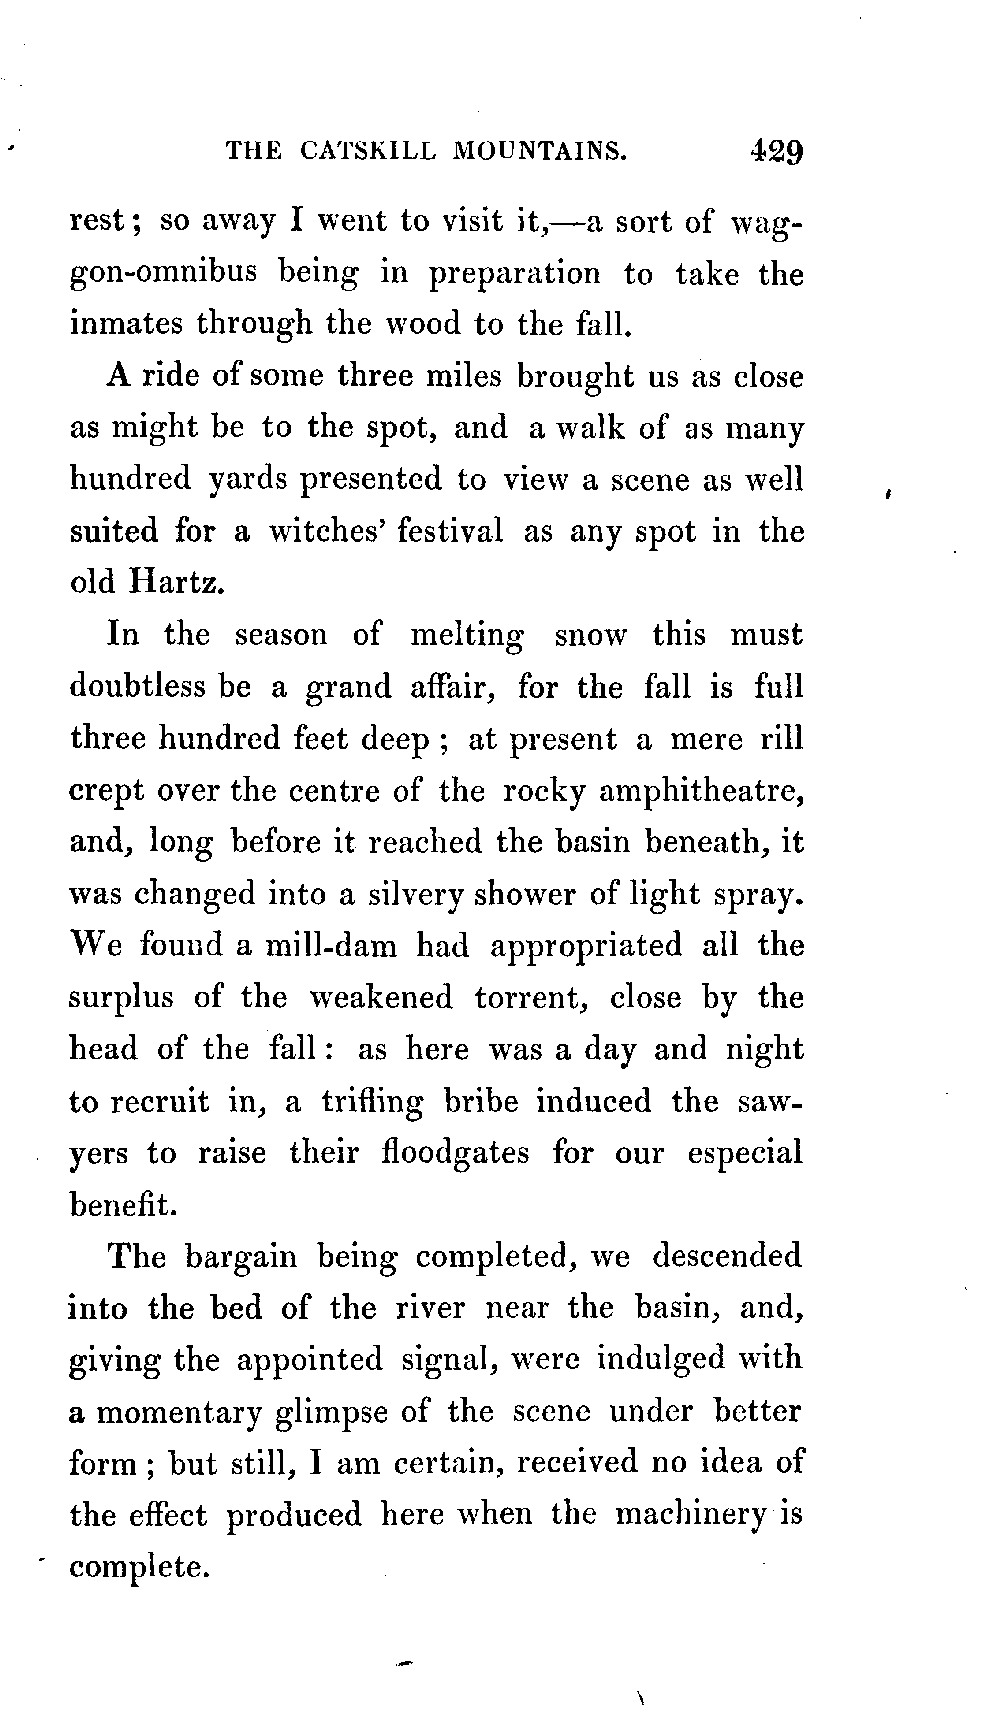 THE CATSKILL MOUNTAINS. 429
rest; so away I went to visit it,—a sort of wag-
gon-omnibus being in preparation to take the
inmates through the wood to the fall.
A ride of some three miles brought us as close
as might be to the spot, and a walk of as many
hundred yards presented to view a scene as well
suited for a witches' festival as any spot in the
old Hartz.
In the season of melting snow this must
doubtless be a grand affair, for the fall is full
three hundred feet deep; at present a mere rill
crept over the centre of the rocky amphitheatre,
and, long before it reached the basin beneath, it
was changed into a silvery shower of light spray.
We found a mill-dam had appropriated all the
surplus of the weakened torrent, close by the
head of the fall: as here was a day and night
to recruit in, a trifling bribe induced the saw-
yers to raise their floodgates for our especial
benefit.
The bargain being completed, we descended
into the bed of the river near the basin, and,
giving the appointed signal, were indulged with
a momentary glimpse of the scene under better
form; but still, I am certain, received no idea of
the effect produced here when the machinery is
complete.